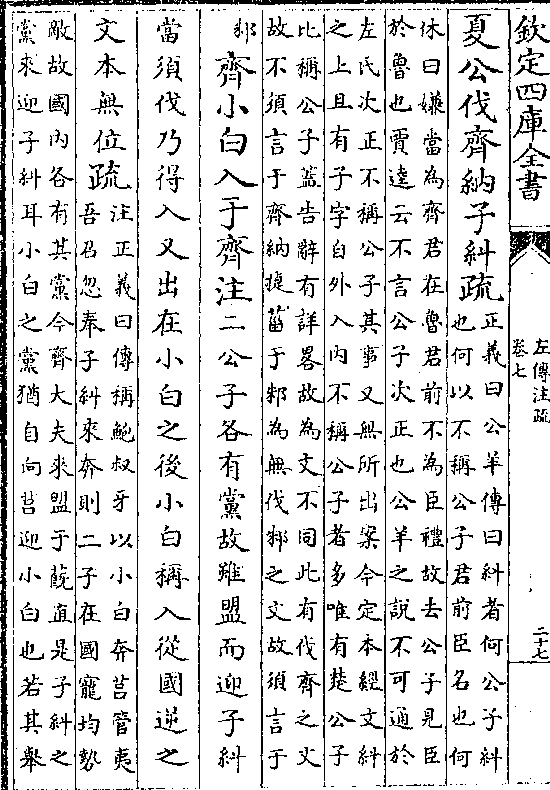 欽定四庫全書
左傳注疏
卷七
二十七
夏公伐齊納子糾疏正義曰公羊傳曰糾者何公子糾
也何以不稱公子君前臣名也何
休曰嫌當為齊君在魯君前不為臣禮故去公子見臣
於魯也賈逵云不言公子次正也公羊之説不可通於
左氏次正不稱公子其事又無所出案今定本經文糾
之上且有子字自外入内不稱公子者多唯有楚公子
比稱公子蓋告辭有詳畧故為文不同此有伐齊之文
故不須言于齊納捷菑于邾為無伐邾之文故須言于
邾
齊小白入于齊注二公子各有黨故雖盟而迎子糾
當須伐乃得入又出在小白之後小白稱入從國逆之
文本無位疏注正義曰傳稱鮑叔牙以小白奔莒管夷
吾召忽奉子糾來奔則二子在國寵均勢
敵故國内各有其黨今齊大夫來盟于蔇直是子糾之
黨來迎子糾耳小白之黨猶自向莒迎小白也若其舉